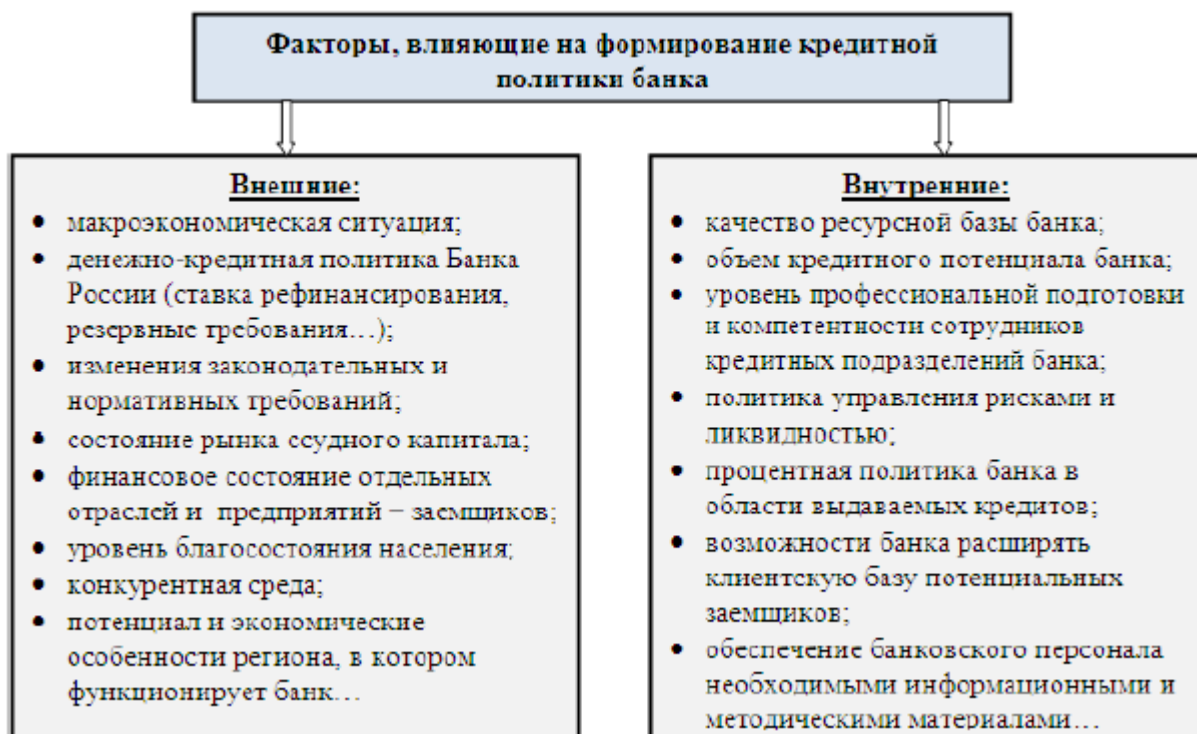 Факторы, влияющие на формирование кредитной
политики банка
Внешние:
• макроэкономическая ситуация;
• денежно-кредитная политика Банка
России (ставка рефинансирования,
резервные требования…);
• изменения законодательных и
нормативных требований;
• состояние рынка ссудного капитала;
• финансовое состояние отдельных
отраслей и предприятий – заемщиков;
• уровень благосостояния населения;
• конкурентная среда;
• потенциал и экономические
особенности региона, в котором
функционирует банк…
Внутренние:
• качество ресурсной базы банка;
• объем кредитного потенциала банка;
• уровень профессиональной подготовки
и компетентности сотрудников
кредитных подразделений банка;
• политика управления рисками и
ликвидностью;
• процентная политика банка в
области выдаваемых кредитов;
• возможности банка расширять
клиентскую базу потенциальных
заемщиков;
• обеспечение банковского персонала
необходимыми информационными и
методическими материалами…